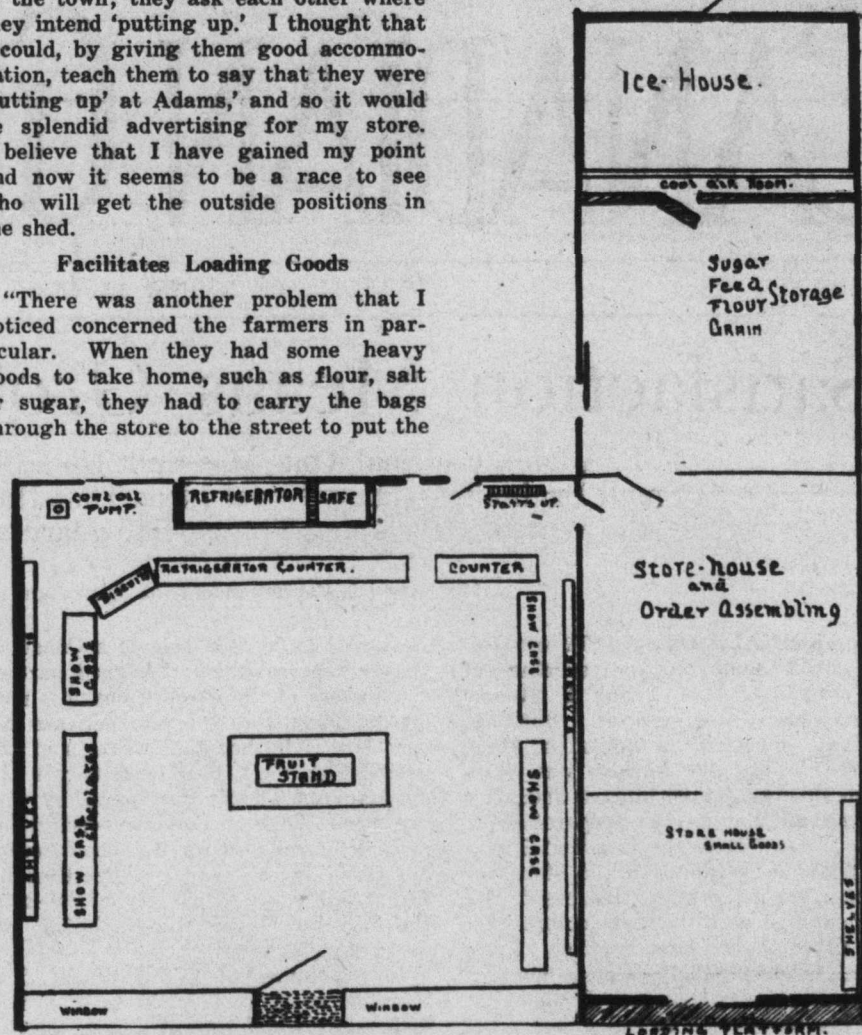 the town, they ask each other where
ey intend ‘putting up.’ I thought that
could, by giving them good accommo-
ation, teach them to say that they were
utting up’ at Adams,’ and so it would
e splendid advertising for my store.
believe that I have gained my point
nd now it seems to be a race to see
ho will get the outside positions in
e shed.
Facilitates Loading Goods
“There was another problem that I
oticed concerned the farmers in par-
cular. When they had some heavy
oods to take home, such as flour, salt
r sugar, they had to carry the bags
hrough the store to the street to put the
Ice-House.
COOL AIR ROOM.
Sugar
Feed
Flour
Grain
Storage
COAL OIL
PUMP.
REFRIGERATOR
SAFE
STAIRS UP.
BISCUITS
REFRIGERATOR COUNTER.
COUNTER
Store-house
and
Order Assembling
SHOW
CASE
SHOW CASE
SHELVES
FRUIT
STAND
SHELVES
SHOW CASE
CHOCOLATES
SHOW CASE
STORE HOUSE
SMALL GOODS
SHELVES
WINDOW
WINDOW
LOADING PLATFORM.